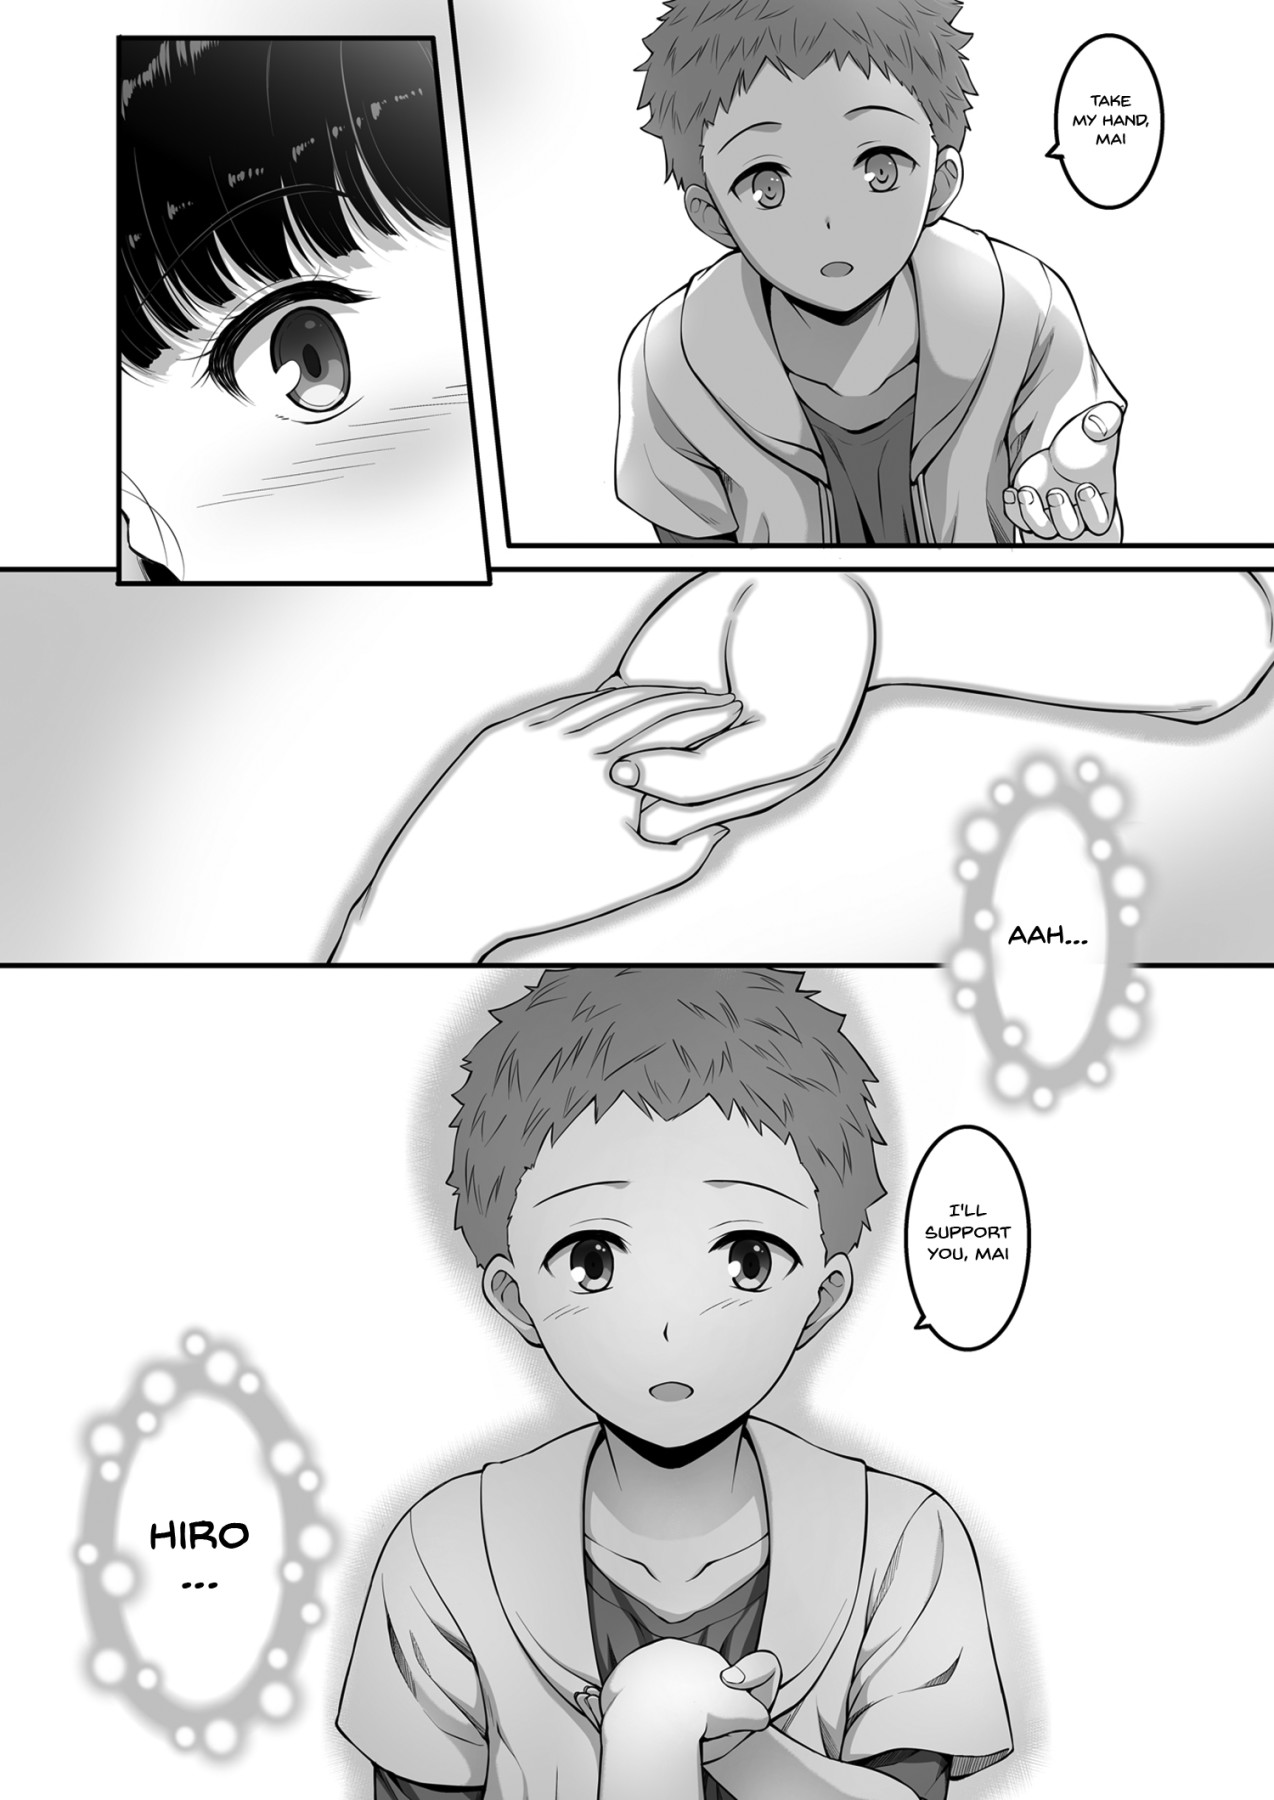 TAKE
MY HAND,
MAI
AAH...
I'LL
SUPPORT
YOU, MAI
HIRO
...